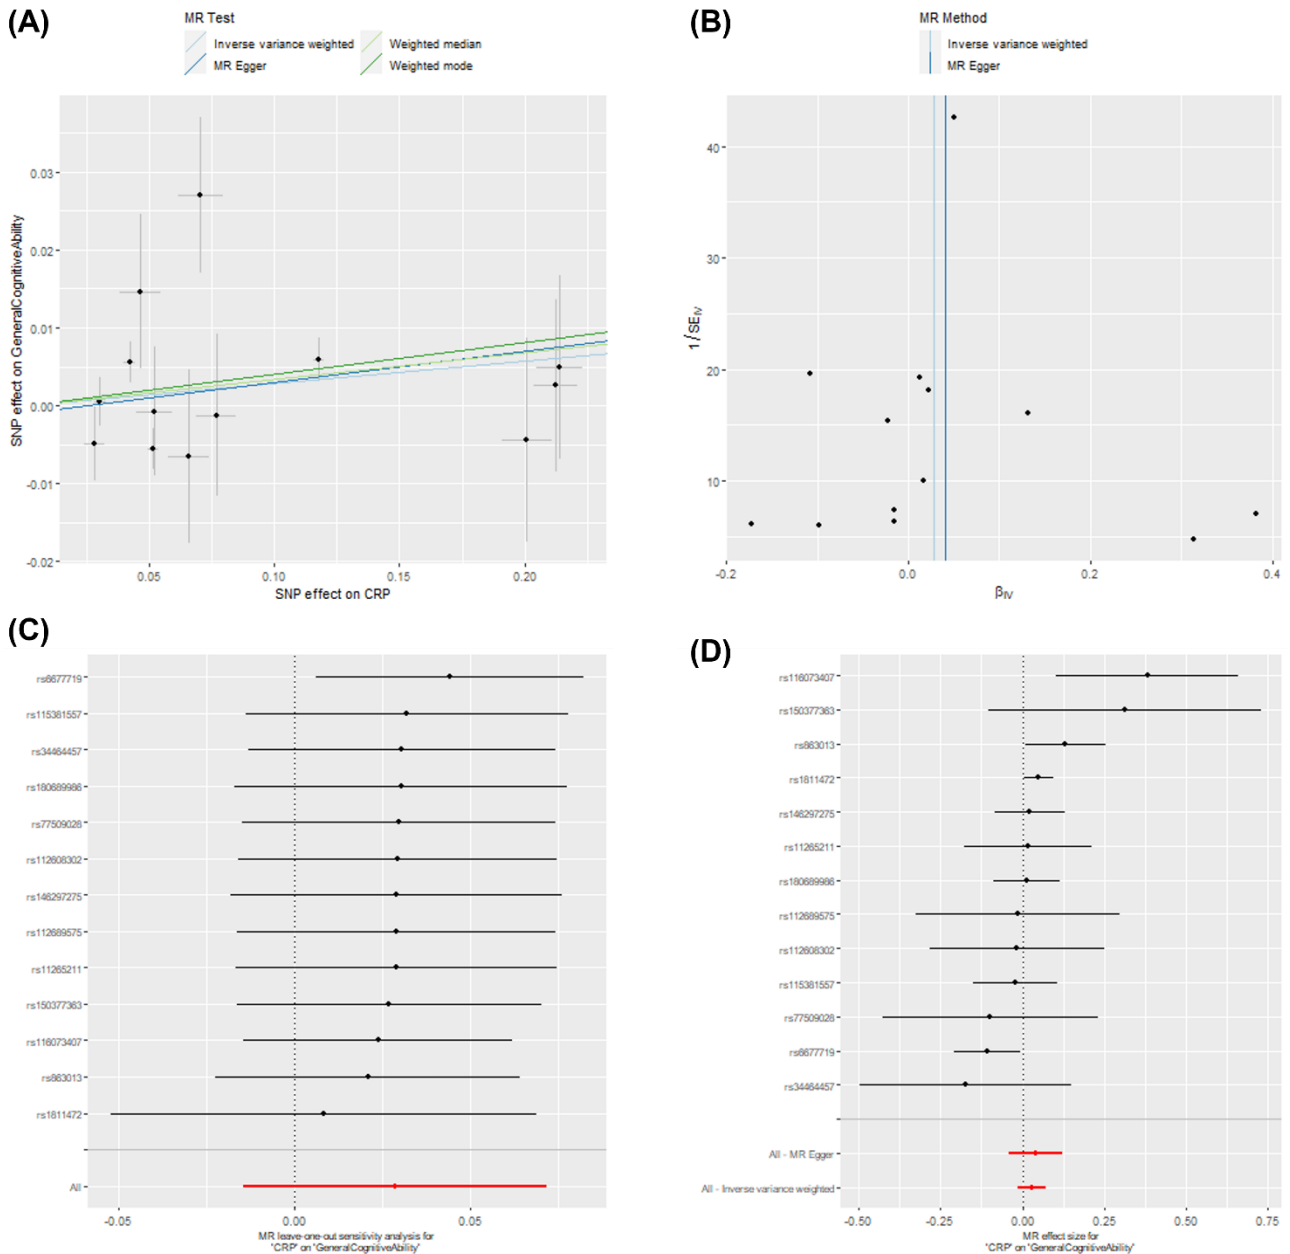 (A)
MR Test
Inverse variance weighted
Weighted median
MR Egger
Weighted mode
SNP effect on GeneralCognitiveAbility
0.03
0.02
0.01
0.00
-0.01
-0.02
0.05
0.10
0.15
0.20
SNP effect on CRP
(B)
MR Method
Inverse variance weighted
MR Egger
1/SE_IV
40
30
20
10
-0.2
0.0
0.2
0.4
β_IV
(C)
rs6677719
rs115381557
rs34464457
rs180689986
rs77509028
rs112608302
rs146297275
rs112689575
rs11265211
rs150377363
rs116073407
rs863013
rs1811472
All
-0.05
0.00
0.05
MR leave-one-out sensitivity analysis for
'CRP' on 'GeneralCognitiveAbility'
(D)
rs116073407
rs150377363
rs863013
rs1811472
rs146297275
rs11265211
rs180689986
rs112689575
rs112608302
rs115381557
rs77509028
rs6677719
rs34464457
All - MR Egger
All - Inverse variance weighted
-0.50
-0.25
0.00
0.25
0.50
0.75
MR effect size for
'CRP' on 'GeneralCognitiveAbility'